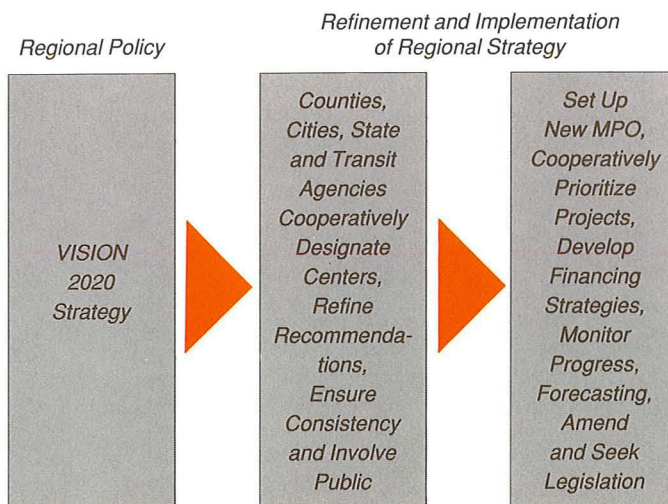 Regional Policy
Refinement and Implementation
of Regional Strategy
VISION
2020
Strategy
Counties,
Cities, State
and Transit
Agencies
Cooperatively
Designate
Centers,
Refine
Recommenda-
tions,
Ensure
Consistency
and Involve
Public
Set Up
New MPO,
Cooperatively
Prioritize
Projects,
Develop
Financing
Strategies,
Monitor
Progress,
Forecasting,
Amend
and Seek
Legislation